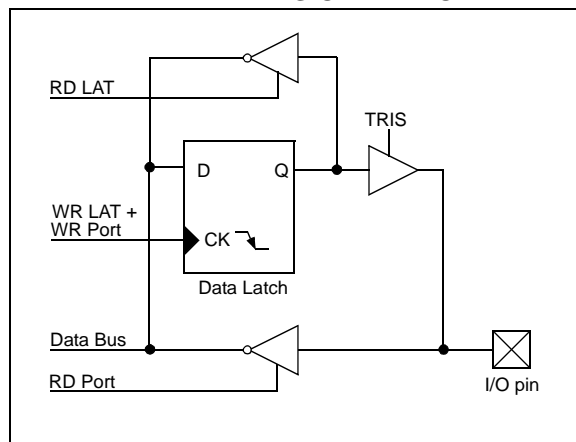 RD LAT
TRIS
D
Q
WR LAT +
WR Port
CK
Data Latch
Data Bus
RD Port
I/O pin